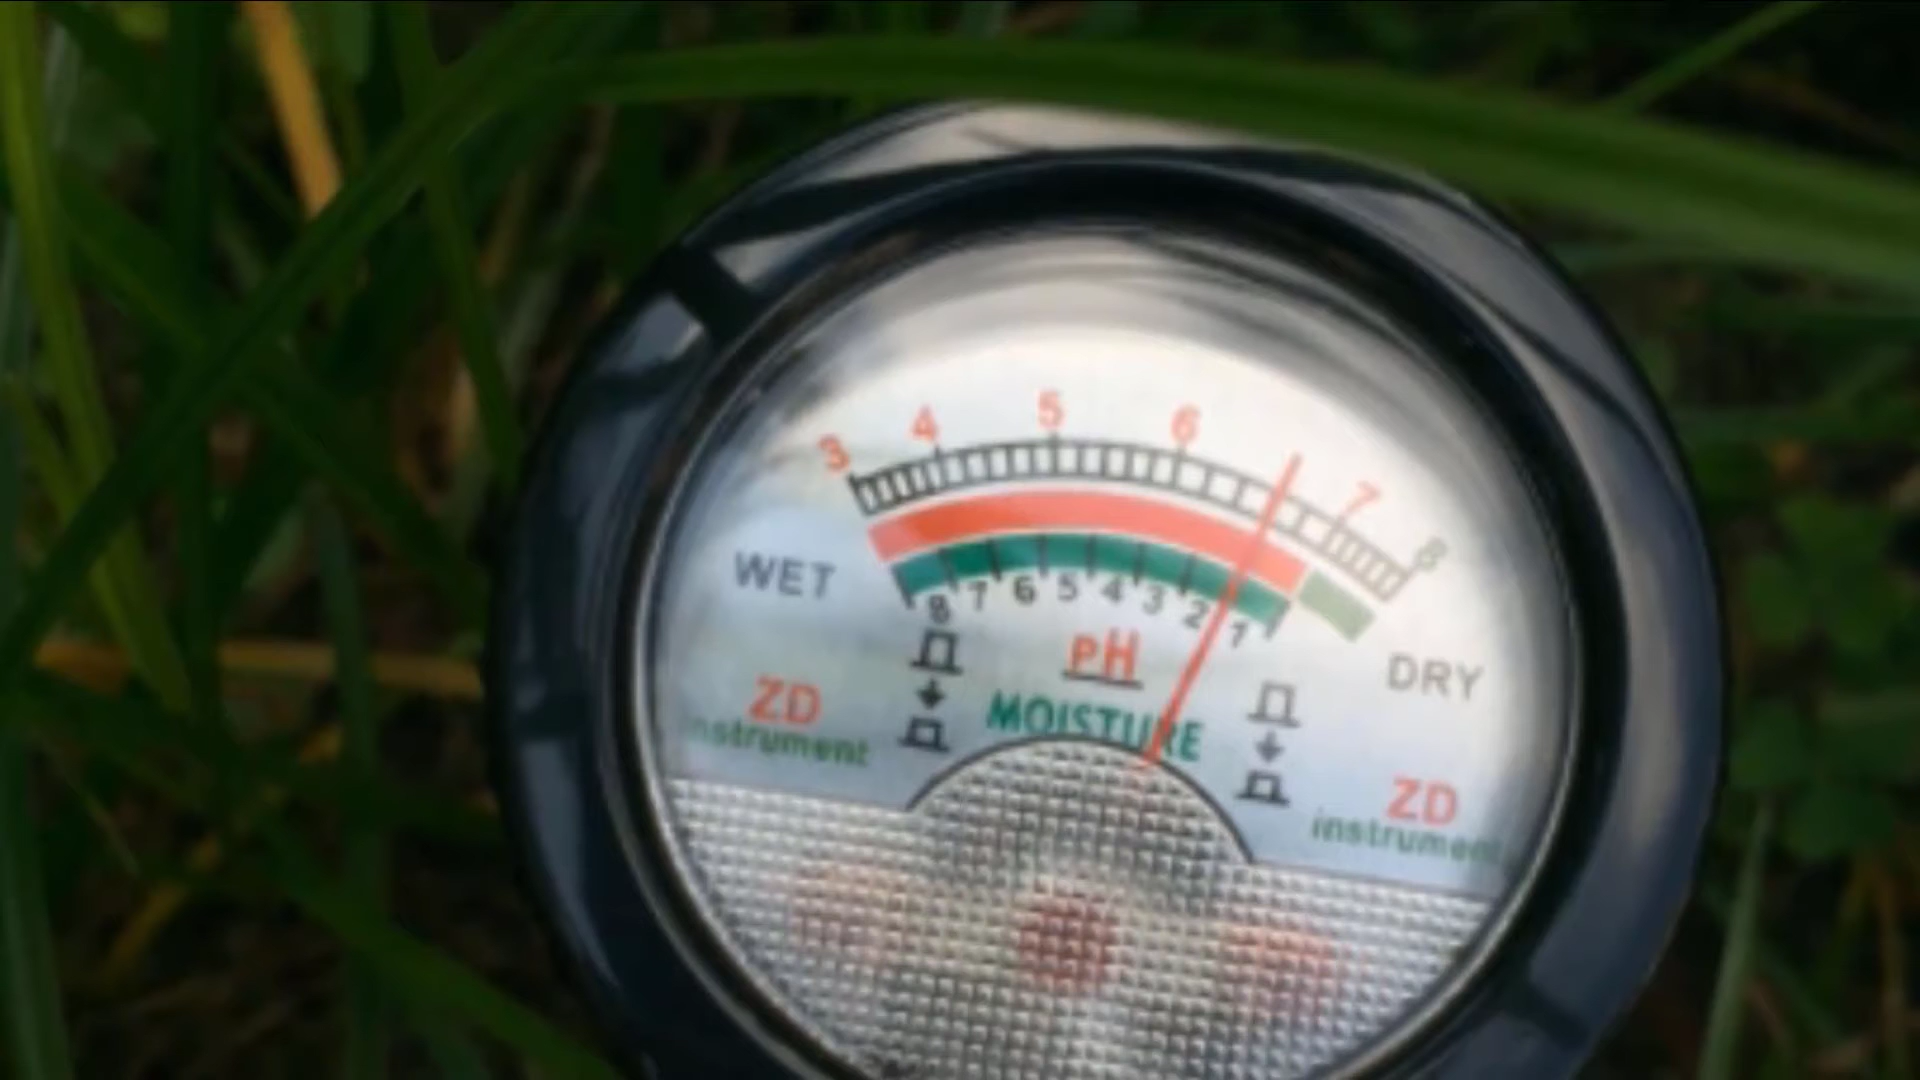 3 4 5 6 7 8
8 7 6 5 4 3 2 1
WET
pH
DRY
MOISTURE
ZD
instrument
ZD
instrument